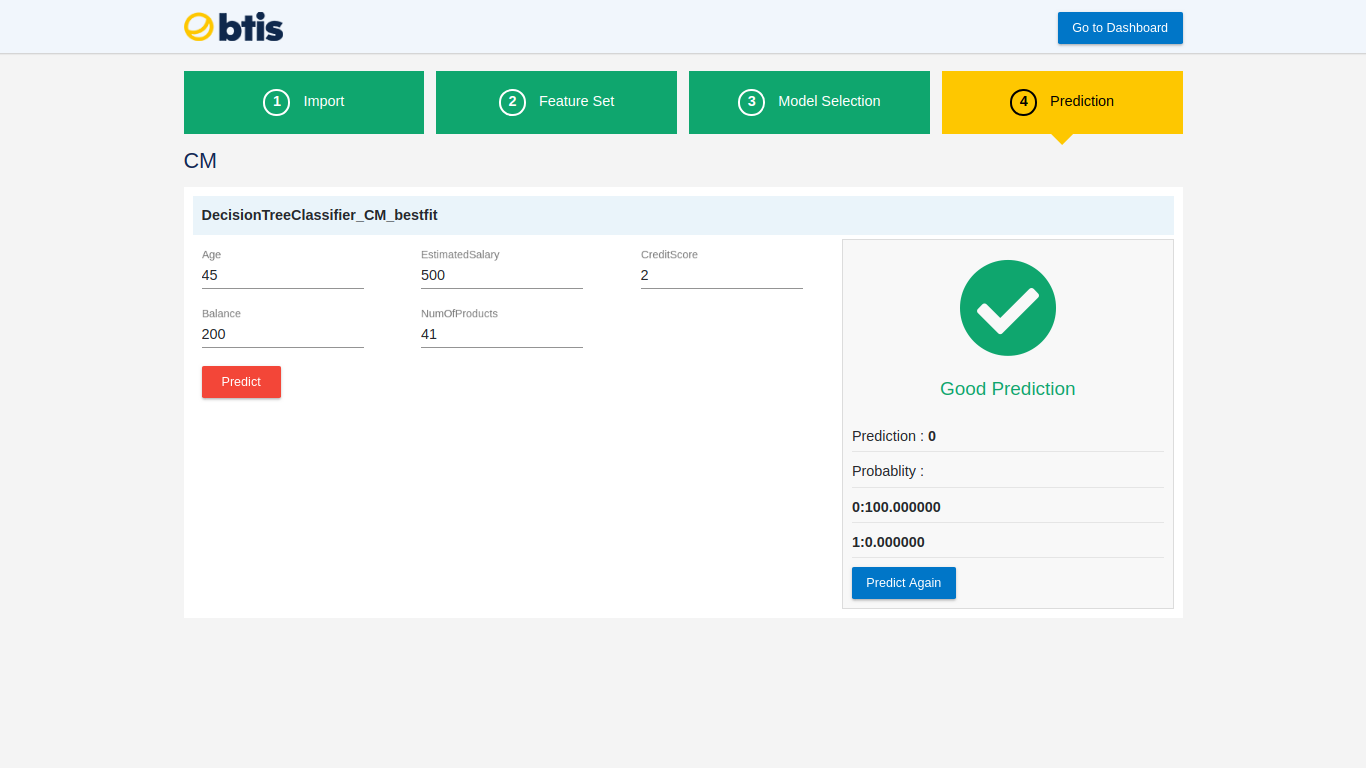 btis
Go to Dashboard
1 Import
2 Feature Set
3 Model Selection
4 Prediction
CM
DecisionTreeClassifier_CM_bestfit
Age
45
EstimatedSalary
500
CreditScore
2
Balance
200
NumOfProducts
41
Predict
Good Prediction
Prediction : 0
Probablity :
0:100.000000
1:0.000000
Predict Again